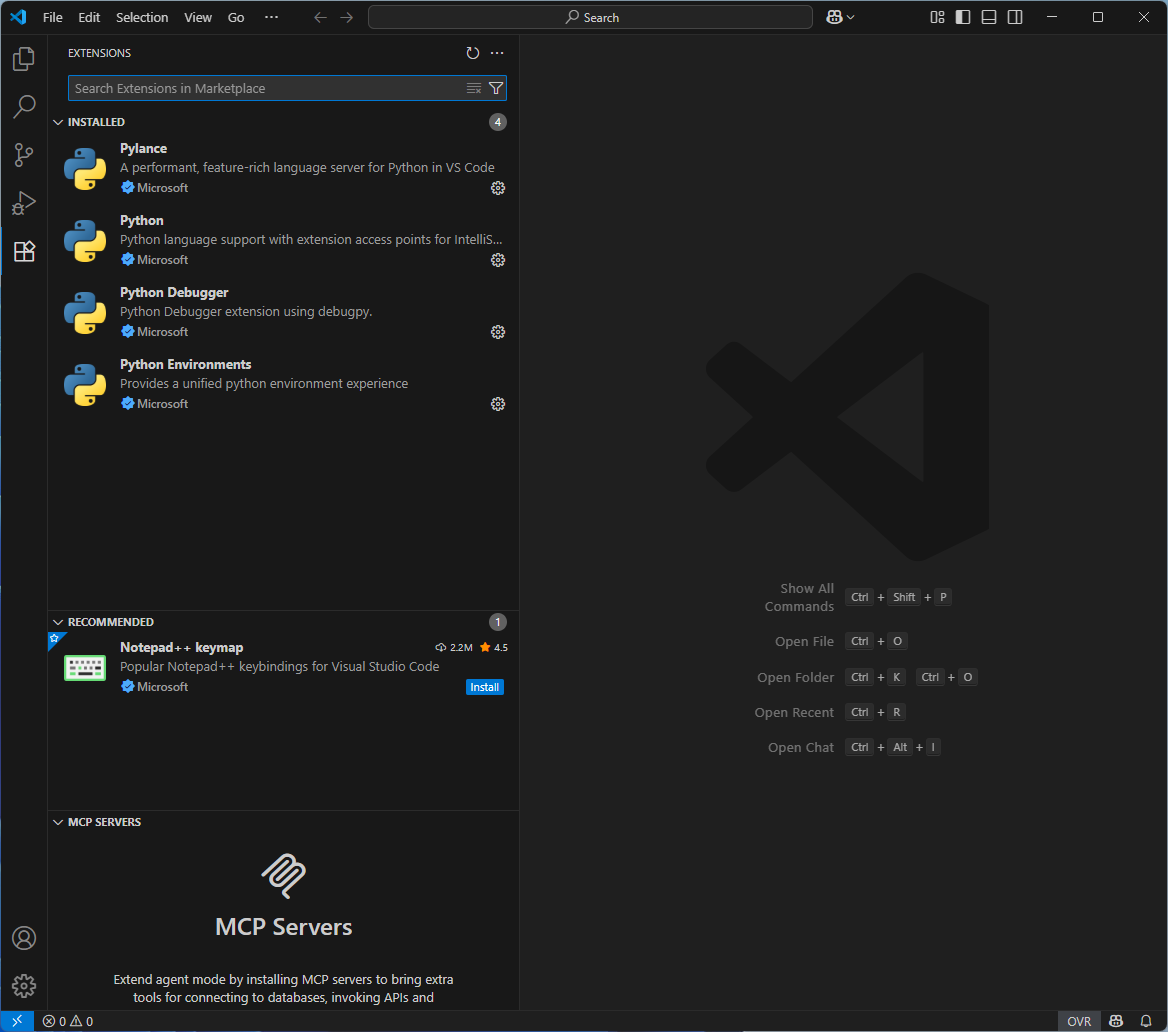 File Edit Selection View Go ··· Search
EXTENSIONS
Search Extensions in Marketplace
INSTALLED 4
Pylance
A performant, feature-rich language server for Python in VS Code
Microsoft
Python
Python language support with extension access points for IntelliS...
Microsoft
Python Debugger
Python Debugger extension using debugpy.
Microsoft
Python Environments
Provides a unified python environment experience
Microsoft
RECOMMENDED 1
Notepad++ keymap 2.2M 4.5
Popular Notepad++ keybindings for Visual Studio Code
Microsoft Install
MCP SERVERS
MCP Servers
Extend agent mode by installing MCP servers to bring extra
tools for connecting to databases, invoking APIs and
Show All
Commands Ctrl + Shift + P
Open File Ctrl + O
Open Folder Ctrl + K Ctrl + O
Open Recent Ctrl + R
Open Chat Ctrl + Alt + I
0 0 OVR